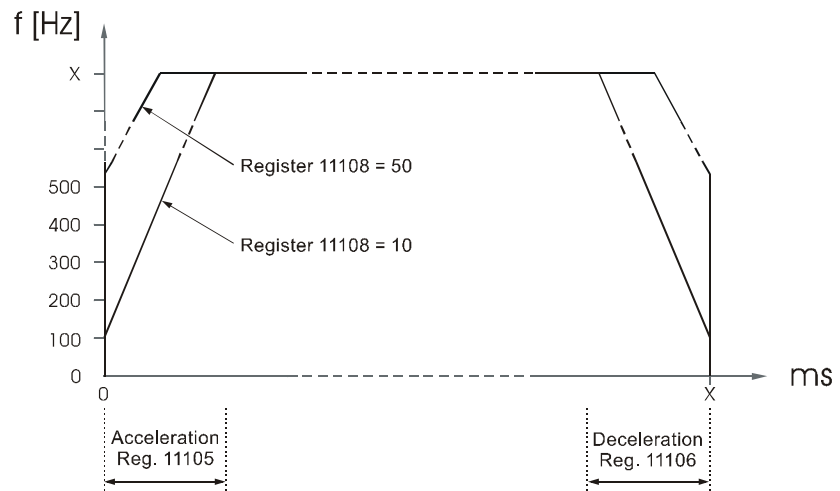 f [Hz]
X
Register 11108 = 50
500
400
Register 11108 = 10
300
200
100
0
ms
0
X
Acceleration
Reg. 11105
Deceleration
Reg. 11106